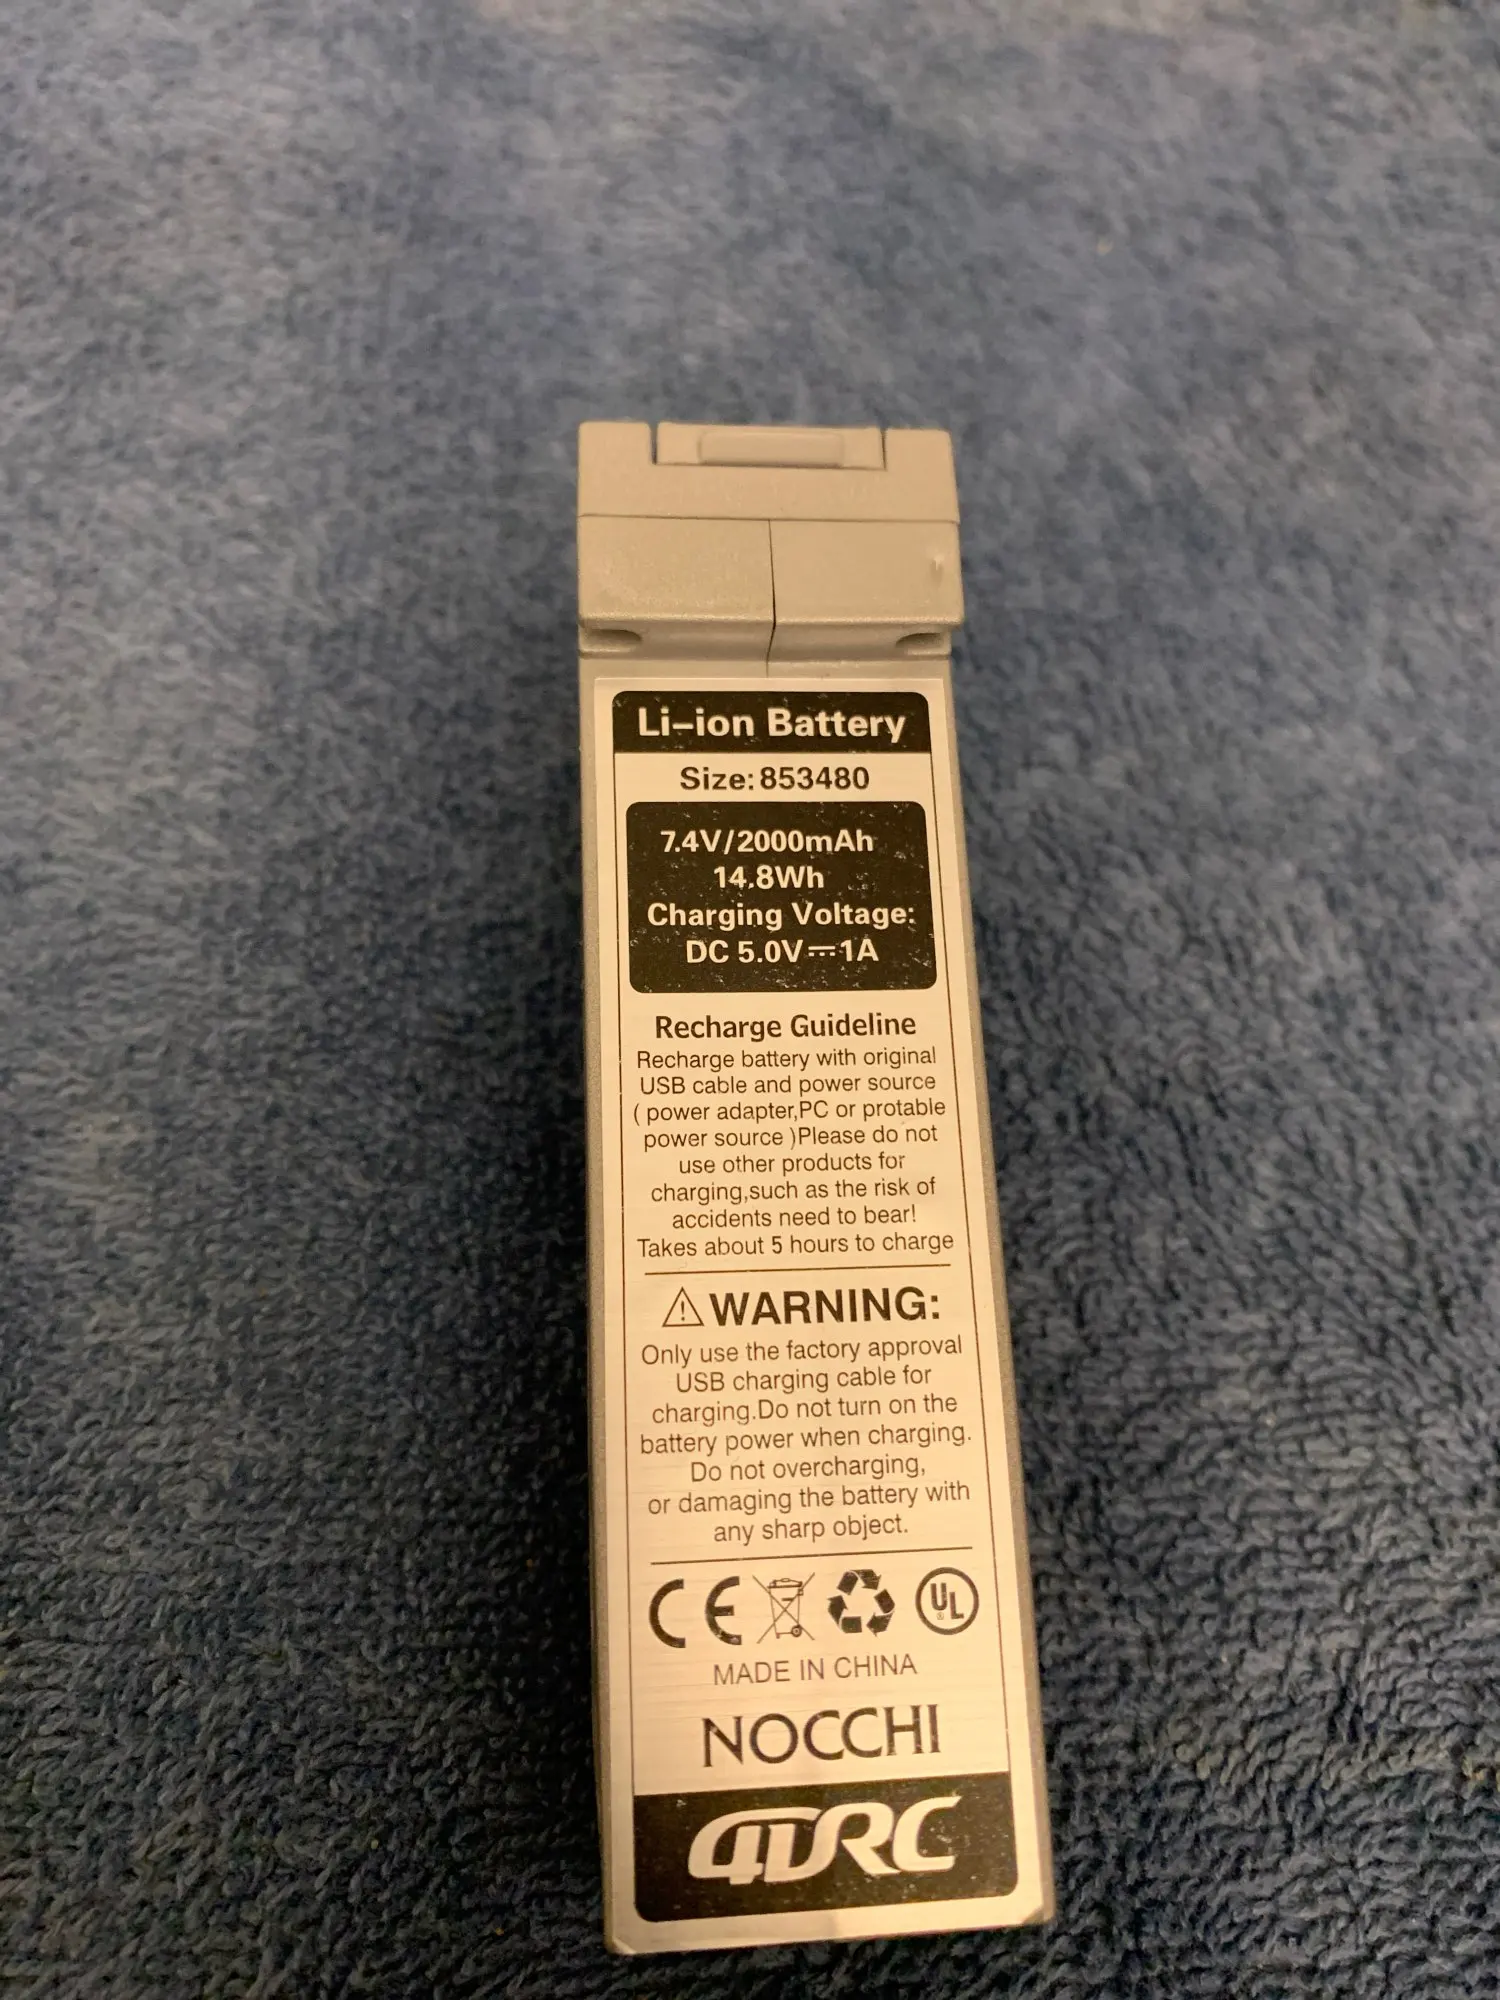 Li-ion Battery
Size:853480
7.4V/2000mAh
14.8Wh
Charging Voltage:
DC 5.0V⎓1A
Recharge Guideline
Recharge battery with original
USB cable and power source
( power adapter,PC or protable
power source )Please do not
use other products for
charging,such as the risk of
accidents need to bear!
Takes about 5 hours to charge
⚠WARNING:
Only use the factory approval
USB charging cable for
charging.Do not turn on the
battery power when charging.
Do not overcharging,
or damaging the battery with
any sharp object.
CE UL
MADE IN CHINA
NOCCHI
4DRC